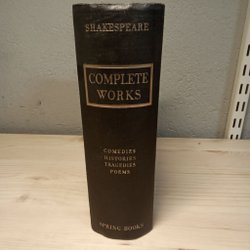 SHAKESPEARE
COMPLETE
WORKS
COMEDIES
HISTORIES
TRAGEDIES
POEMS
SPRING BOOKS